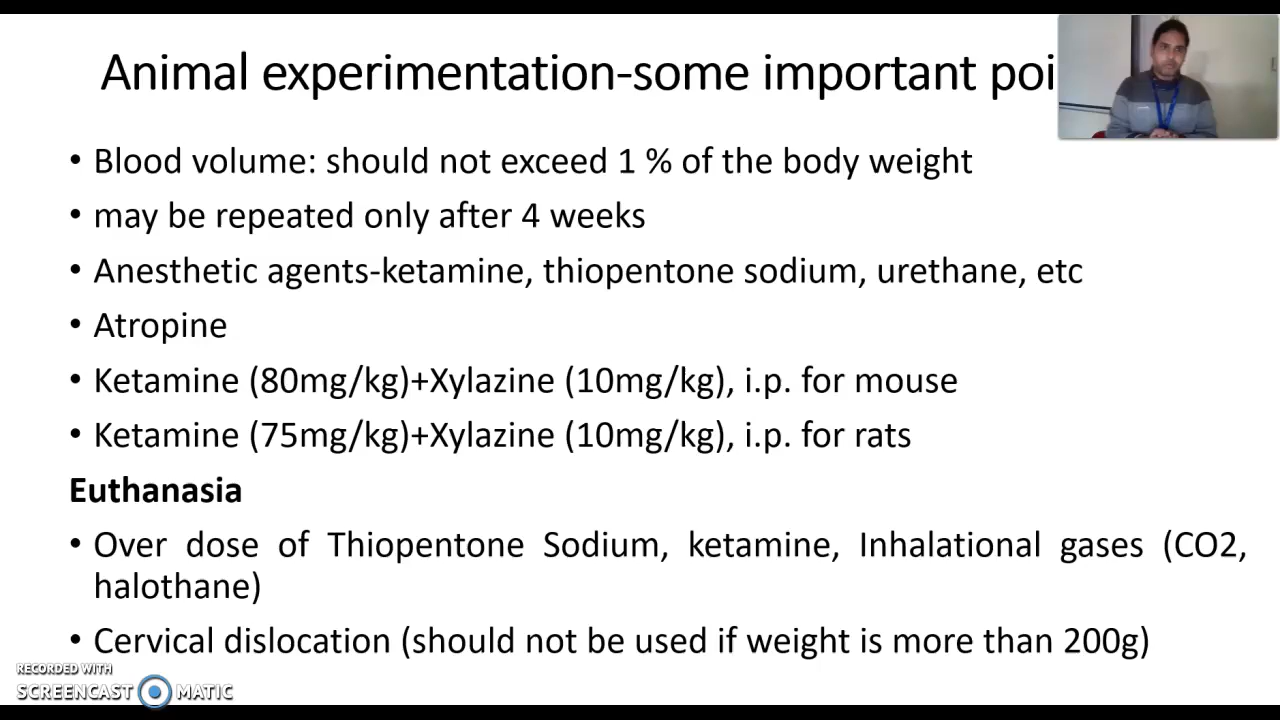 Animal experimentation-some important poi
• Blood volume: should not exceed 1 % of the body weight
• may be repeated only after 4 weeks
• Anesthetic agents-ketamine, thiopentone sodium, urethane, etc
• Atropine
• Ketamine (80mg/kg)+Xylazine (10mg/kg), i.p. for mouse
• Ketamine (75mg/kg)+Xylazine (10mg/kg), i.p. for rats
Euthanasia
• Over dose of Thiopentone Sodium, ketamine, Inhalational gases (CO2,
halothane)
• Cervical dislocation (should not be used if weight is more than 200g)
RECORDED WITH
SCREENCAST MATIC